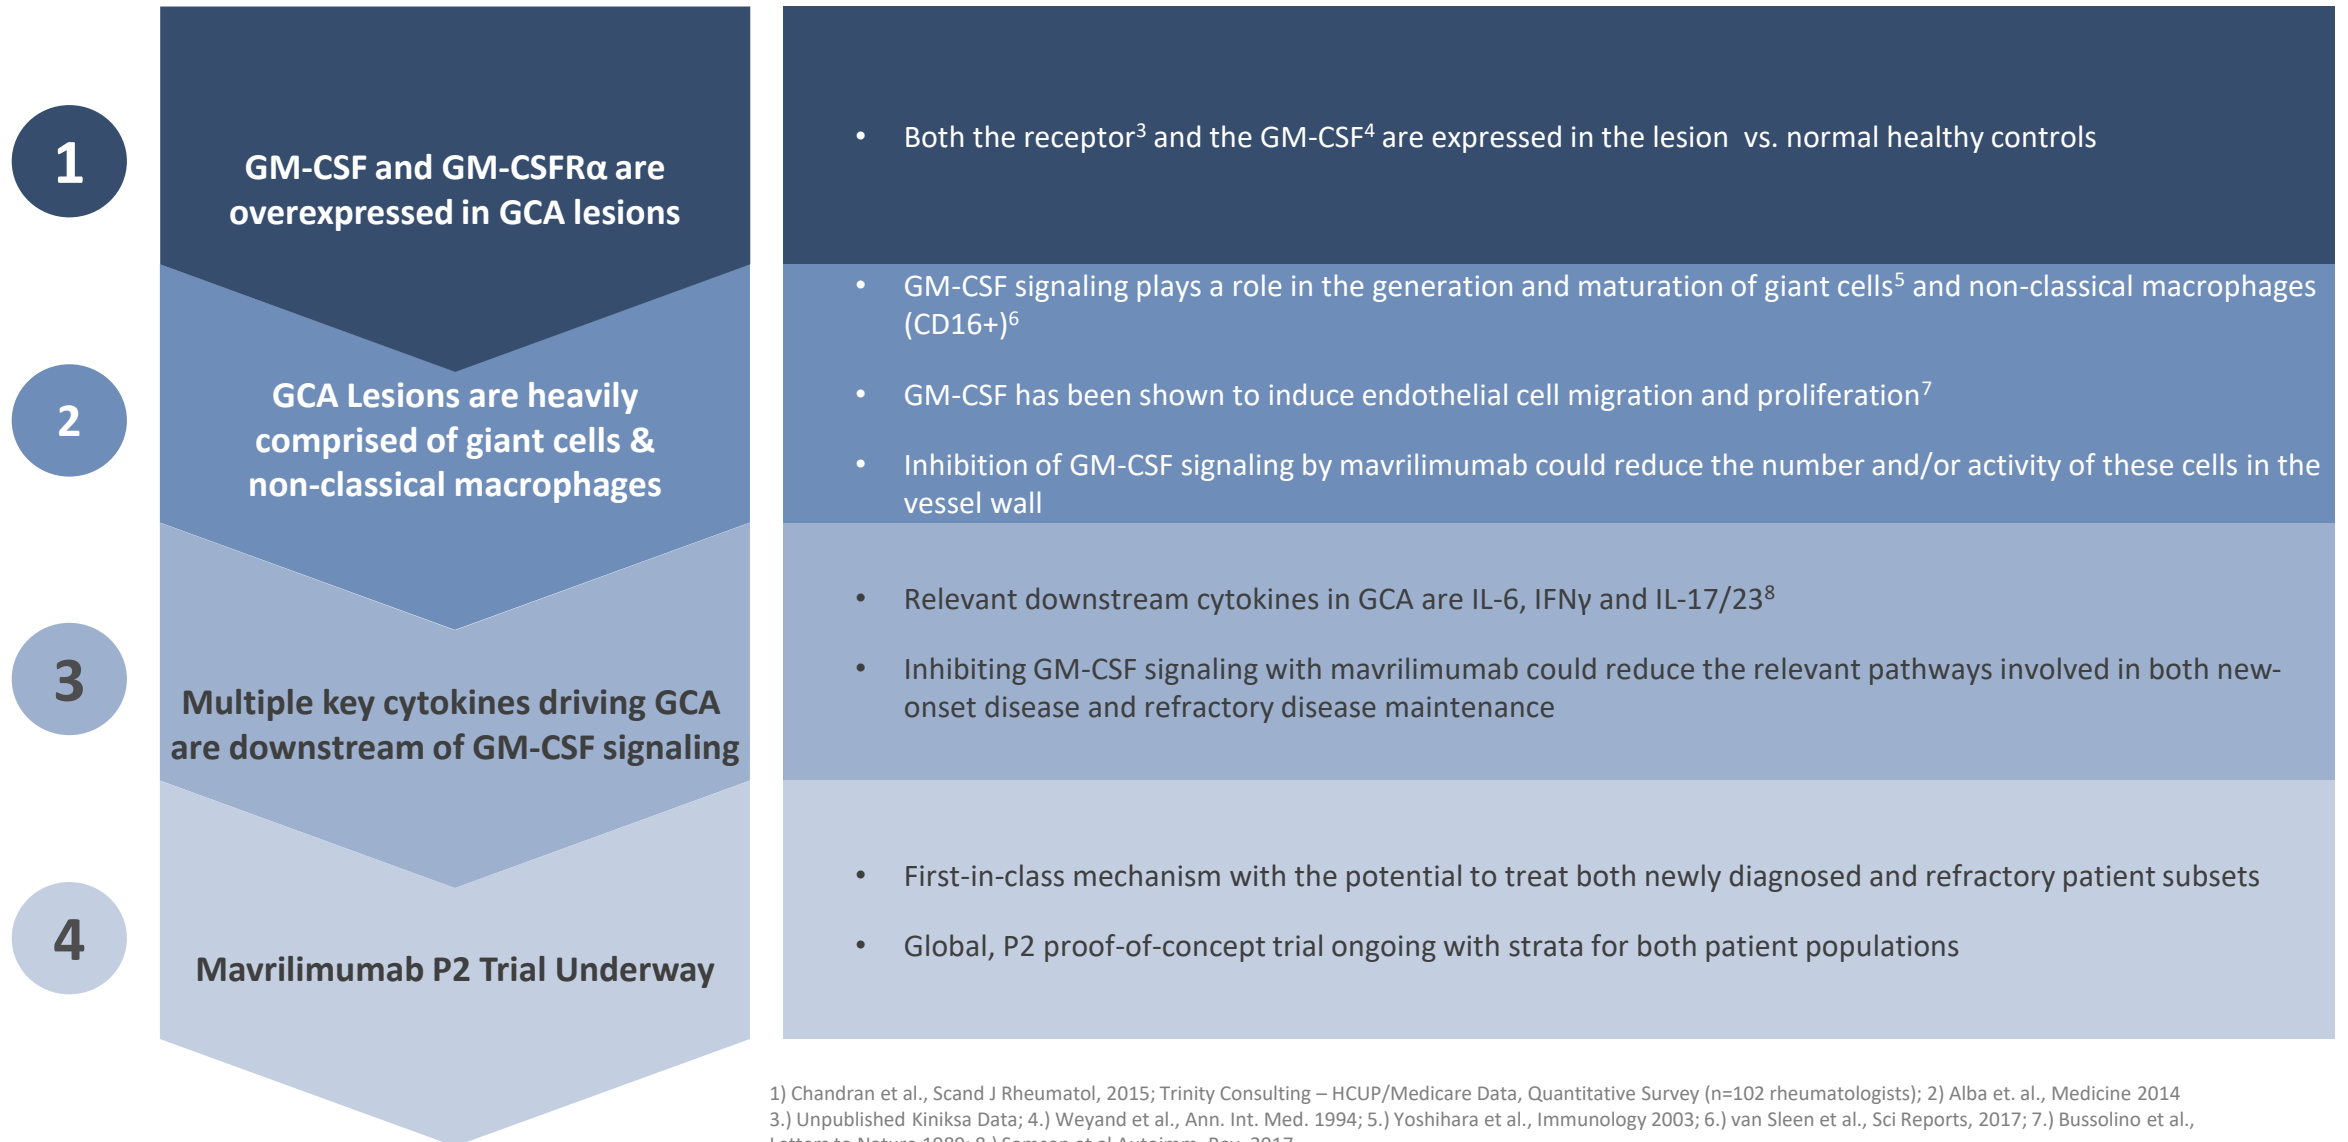 1
GM-CSF and GM-CSFRα are
overexpressed in GCA lesions
• Both the receptor³ and the GM-CSF⁴ are expressed in the lesion vs. normal healthy controls
2
GCA Lesions are heavily
comprised of giant cells &
non-classical macrophages
• GM-CSF signaling plays a role in the generation and maturation of giant cells⁵ and non-classical macrophages
(CD16+)⁶
• GM-CSF has been shown to induce endothelial cell migration and proliferation⁷
• Inhibition of GM-CSF signaling by mavrilimumab could reduce the number and/or activity of these cells in the
vessel wall
3
Multiple key cytokines driving GCA
are downstream of GM-CSF signaling
• Relevant downstream cytokines in GCA are IL-6, IFNγ and IL-17/23⁸
• Inhibiting GM-CSF signaling with mavrilimumab could reduce the relevant pathways involved in both new-
onset disease and refractory disease maintenance
4
Mavrilimumab P2 Trial Underway
• First-in-class mechanism with the potential to treat both newly diagnosed and refractory patient subsets
• Global, P2 proof-of-concept trial ongoing with strata for both patient populations
1) Chandran et al., Scand J Rheumatol, 2015; Trinity Consulting – HCUP/Medicare Data, Quantitative Survey (n=102 rheumatologists); 2) Alba et. al., Medicine 2014
3.) Unpublished Kiniksa Data; 4.) Weyand et al., Ann. Int. Med. 1994; 5.) Yoshihara et al., Immunology 2003; 6.) van Sleen et al., Sci Reports, 2017; 7.) Bussolino et al.,